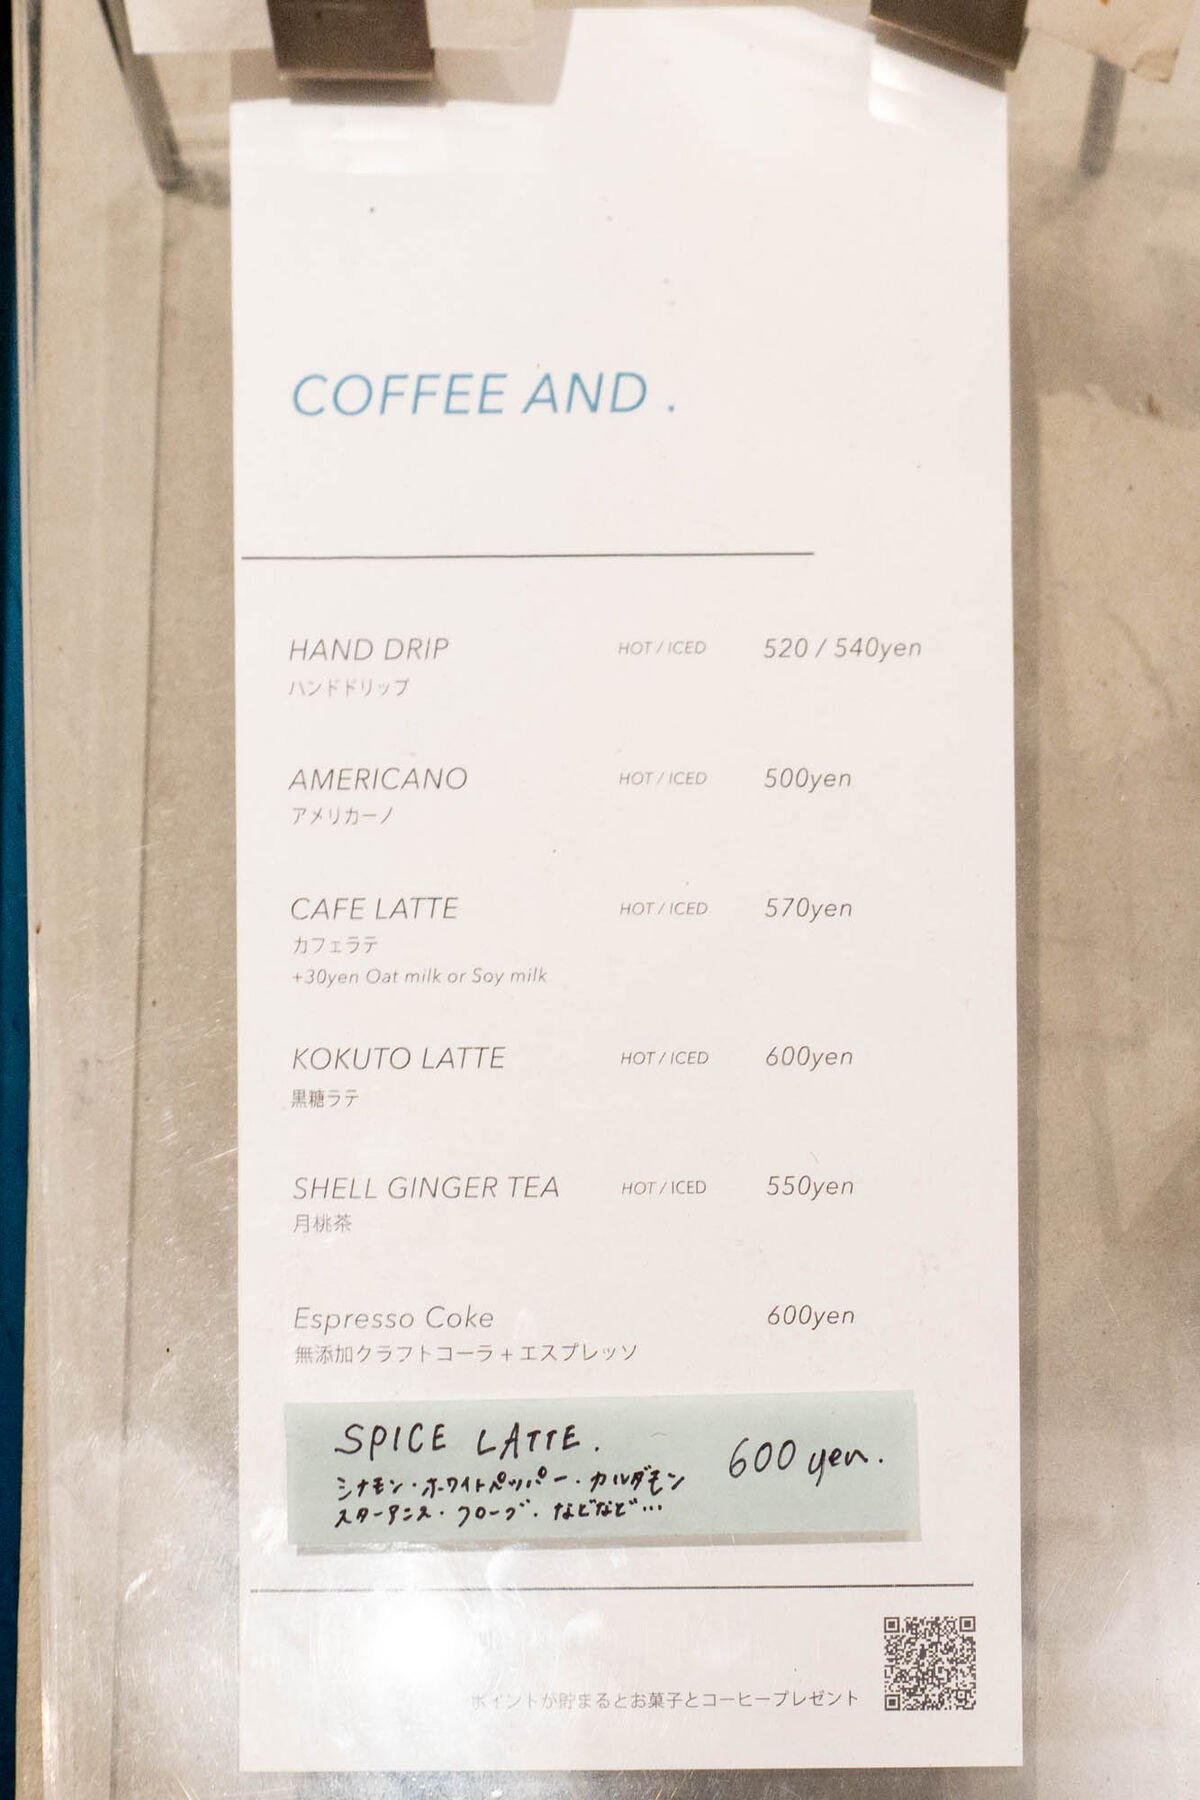 COFFEE AND .
HAND DRIP HOT / ICED 520 / 540yen
ハンドドリップ
AMERICANO HOT / ICED 500yen
アメリカーノ
CAFE LATTE HOT / ICED 570yen
カフェラテ
+30yen Oat milk or Soy milk
KOKUTO LATTE HOT / ICED 600yen
黒糖ラテ
SHELL GINGER TEA HOT / ICED 550yen
月桃茶
Espresso Coke 600yen
無添加クラフトコーラ + エスプレッソ
SPICE LATTE. 600 yen.
シナモン・ホワイトペッパー・カルダモン
スターアニス・クローブ・などなど…
ポイントが貯まるとお菓子とコーヒープレゼント